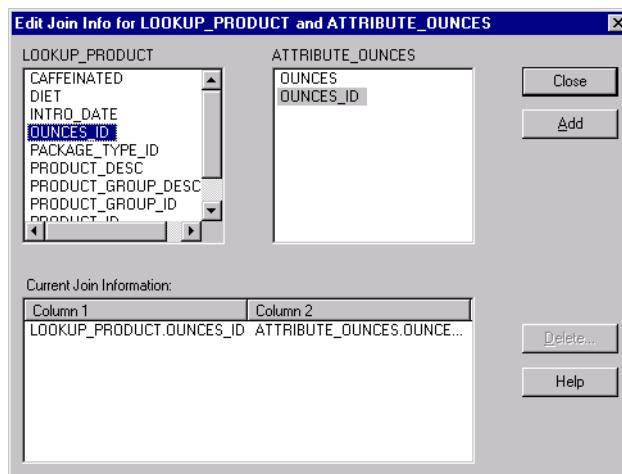 Edit Join Info for LOOKUP_PRODUCT and ATTRIBUTE_OUNCES
LOOKUP_PRODUCT
CAFFEINATED
DIET
INTRO_DATE
OUNCES_ID
PACKAGE_TYPE_ID
PRODUCT_DESC
PRODUCT_GROUP_DESC
PRODUCT_GROUP_ID
PRODUCT_ID
ATTRIBUTE_OUNCES
OUNCES
OUNCES_ID
Close
Add
Current Join Information:
Column 1 Column 2
LOOKUP_PRODUCT.OUNCES_ID ATTRIBUTE_OUNCES.OUNCE...
Delete...
Help